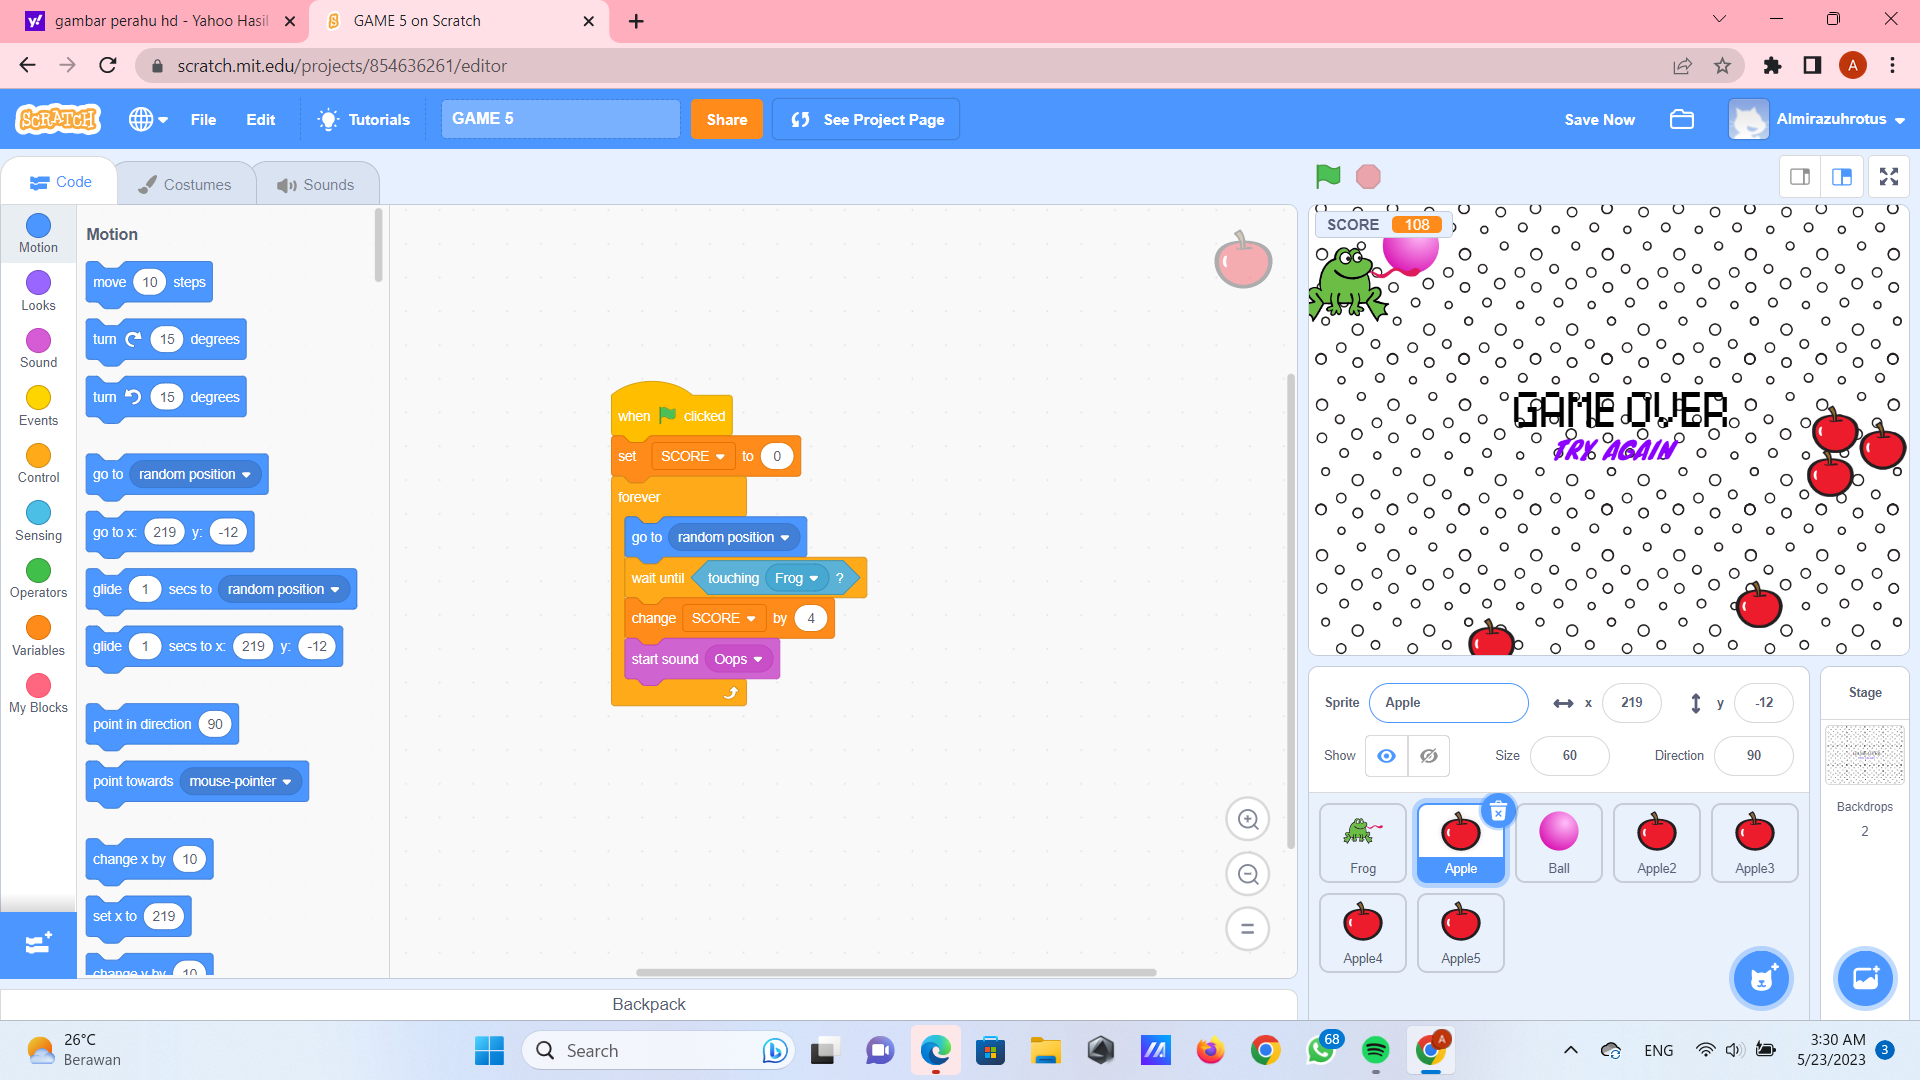 gambar perahu hd - Yahoo Hasil
GAME 5 on Scratch
scratch.mit.edu/projects/854636261/editor
A
SCRATCH
File
Edit
Tutorials
GAME 5
Share
See Project Page
Save Now
Almirazuhrotus
Code
Costumes
Sounds
Motion
Looks
Sound
Events
Control
Sensing
Operators
Variables
My Blocks
Motion
move 10 steps
turn 15 degrees
turn 15 degrees
go to random position
go to x: 219 y: -12
glide 1 secs to random position
glide 1 secs to x: 219 y: -12
point in direction 90
point towards mouse-pointer
change x by 10
set x to 219
change y by 10
when clicked
set SCORE to 0
forever
go to random position
wait until touching Frog ?
change SCORE by 4
start sound Oops
SCORE 108
GAME OVER
TRY AGAIN
Sprite Apple x 219 y -12
Show Size 60 Direction 90
Frog
Apple
Ball
Apple2
Apple3
Apple4
Apple5
Stage
Backdrops
2
Backpack
26°C
Berawan
Search
68
A
ENG
3:30 AM
5/23/2023
3